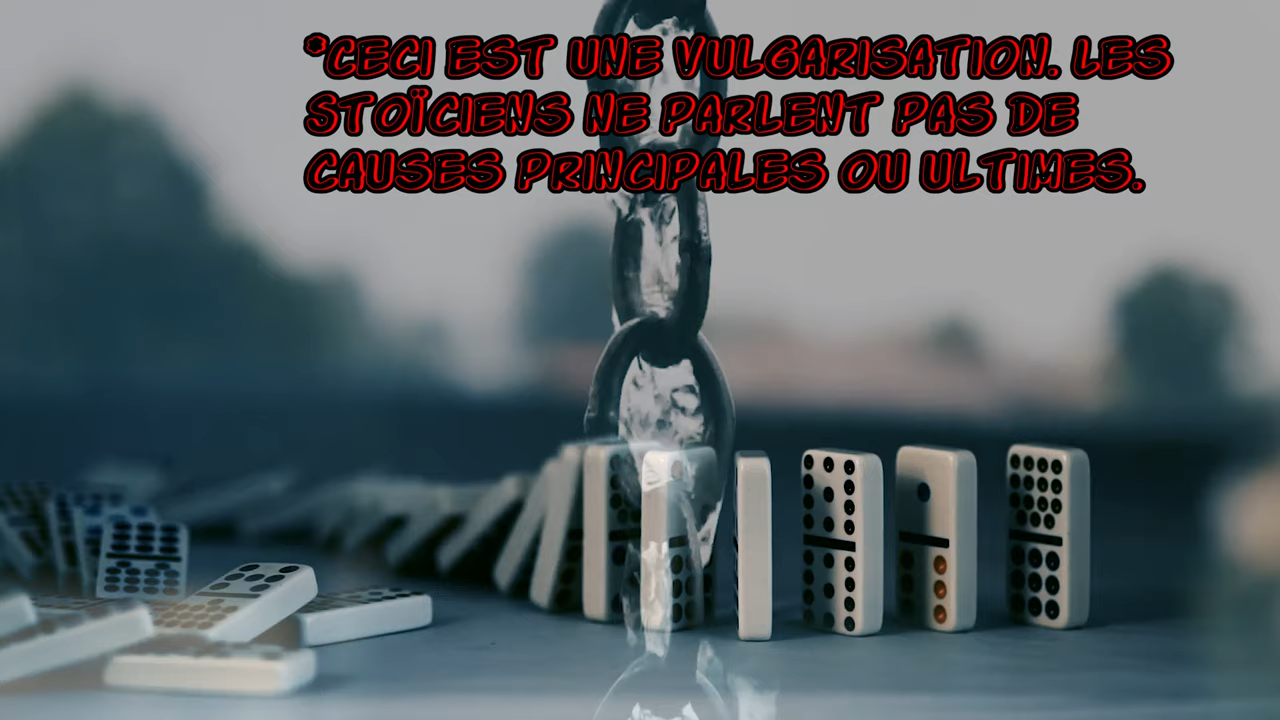 *CECI EST UNE VULGARISATION. LES
STOÏCIENS NE PARLENT PAS DE
CAUSES PRINCIPALES OU ULTIMES.